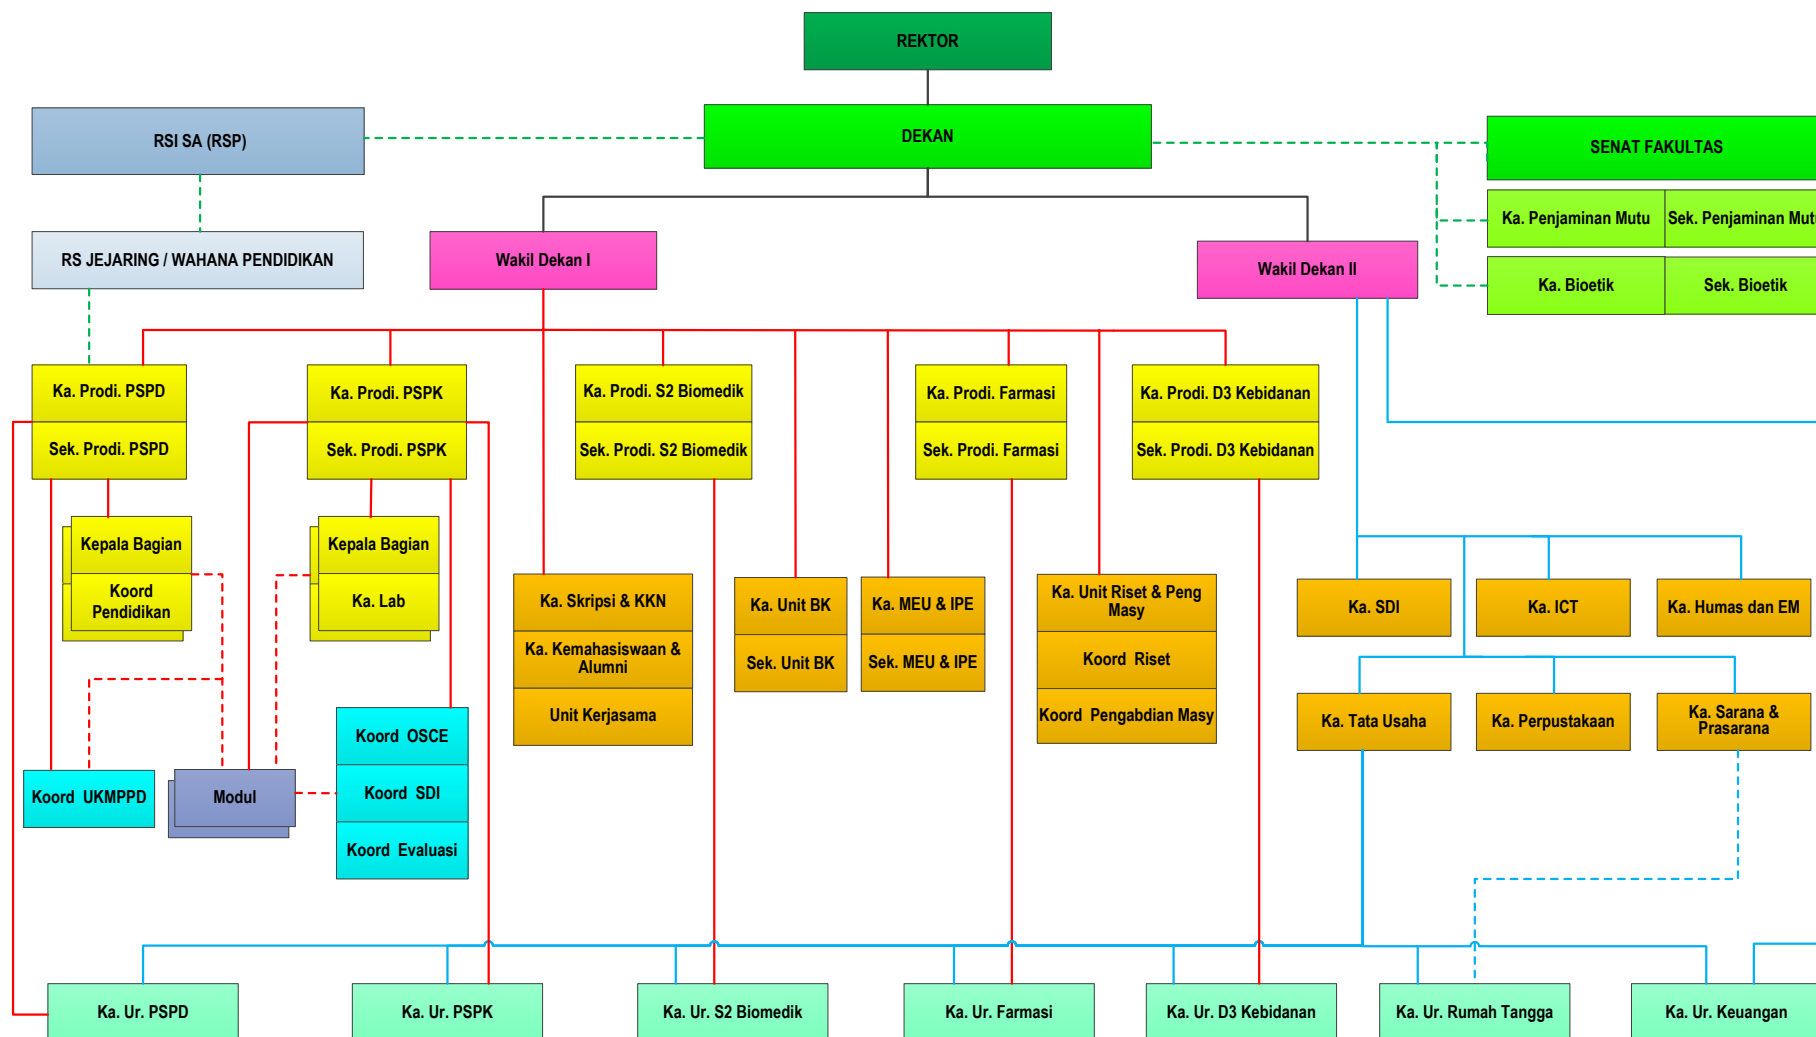 REKTOR
RSI SA (RSP)
DEKAN
SENAT FAKULTAS
Ka. Penjaminan Mutu
Sek. Penjaminan Mutu
RS JEJARING / WAHANA PENDIDIKAN
Wakil Dekan I
Wakil Dekan II
Ka. Bioetik
Sek. Bioetik
Ka. Prodi. PSPD
Sek. Prodi. PSPD
Ka. Prodi. PSPK
Sek. Prodi. PSPK
Ka. Prodi. S2 Biomedik
Sek. Prodi. S2 Biomedik
Ka. Prodi. Farmasi
Sek. Prodi. Farmasi
Ka. Prodi. D3 Kebidanan
Sek. Prodi. D3 Kebidanan
Kepala Bagian
Koord
Pendidikan
Kepala Bagian
Ka. Lab
Ka. Skripsi & KKN
Ka. Kemahasiswaan &
Alumni
Unit Kerjasama
Ka. Unit BK
Sek. Unit BK
Ka. MEU & IPE
Sek. MEU & IPE
Ka. Unit Riset & Peng
Masy
Koord Riset
Koord Pengabdian Masy
Ka. SDI
Ka. ICT
Ka. Humas dan EM
Ka. Tata Usaha
Ka. Perpustakaan
Ka. Sarana &
Prasarana
Koord UKMPPD
Modul
Koord OSCE
Koord SDI
Koord Evaluasi
Ka. Ur. PSPD
Ka. Ur. PSPK
Ka. Ur. S2 Biomedik
Ka. Ur. Farmasi
Ka. Ur. D3 Kebidanan
Ka. Ur. Rumah Tangga
Ka. Ur. Keuangan